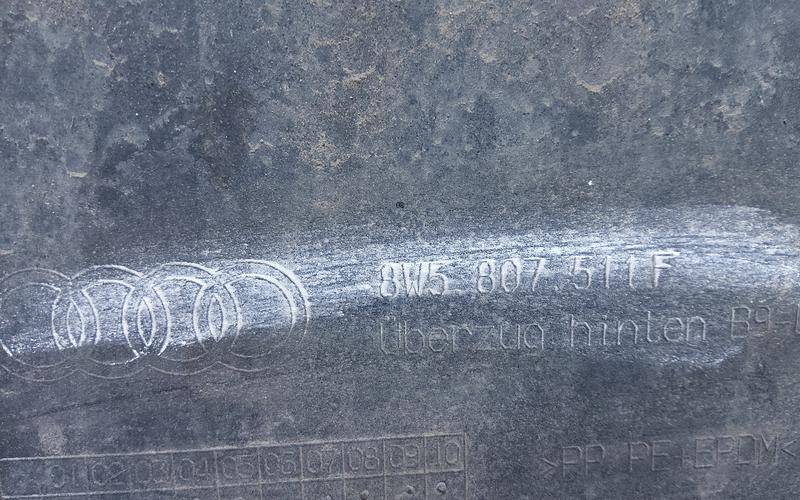 8W5 807 511 F
Überzug hinten B9-
01 02 03 04 05 06 07 08 09 10
>PP PE+EPDM<